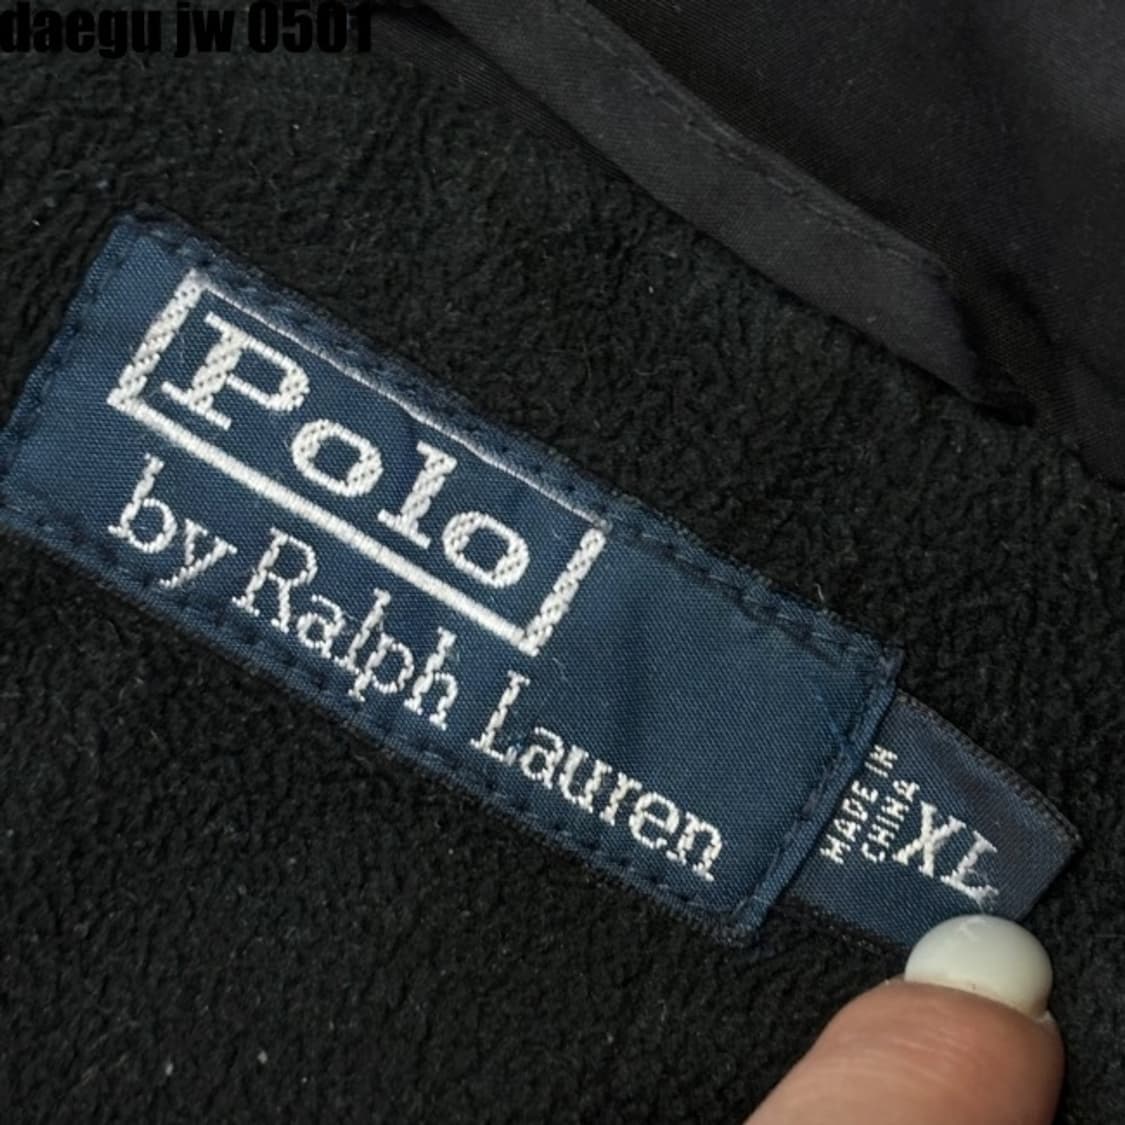 daegu jw 0501
Polo
by Ralph Lauren
MADE IN
CHINA
XL